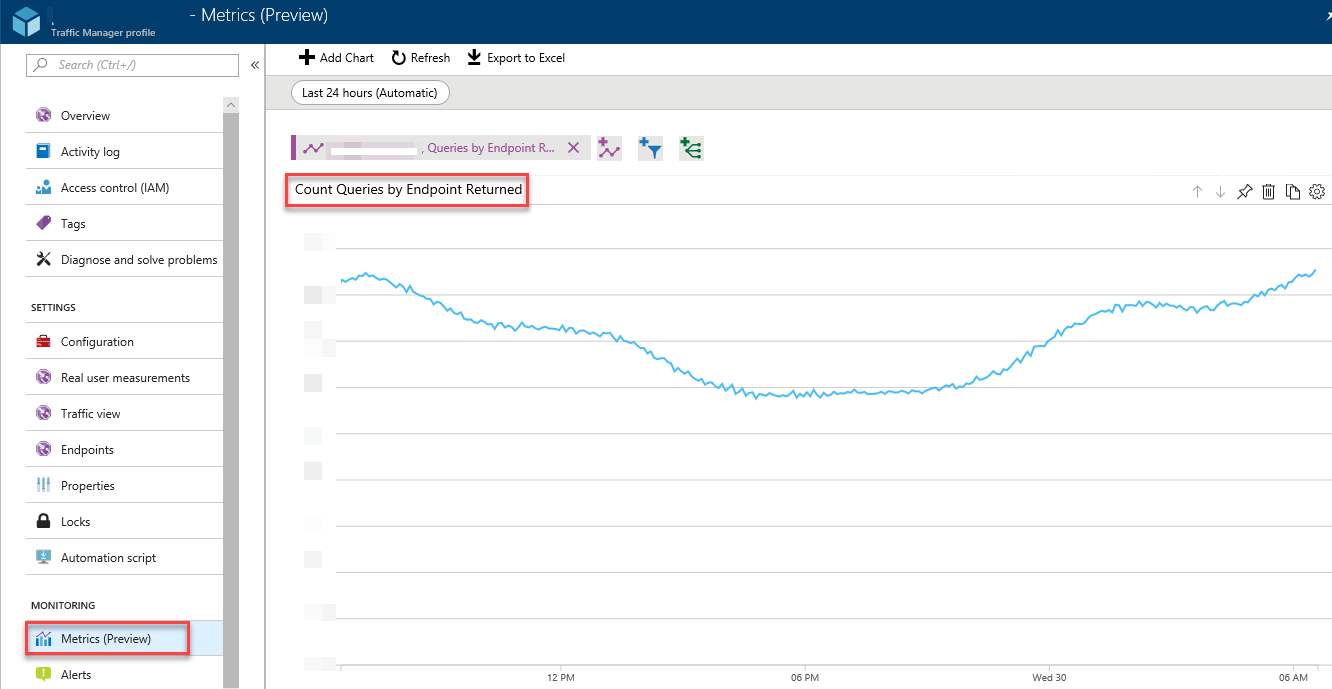 - Metrics (Preview)
Traffic Manager profile
Search (Ctrl+/)
«
Overview
Activity log
Access control (IAM)
Tags
Diagnose and solve problems
SETTINGS
Configuration
Real user measurements
Traffic view
Endpoints
Properties
Locks
Automation script
MONITORING
Metrics (Preview)
Alerts
Add Chart Refresh Export to Excel
Last 24 hours (Automatic)
, Queries by Endpoint R...
Count Queries by Endpoint Returned
12 PM 06 PM Wed 30 06 AM